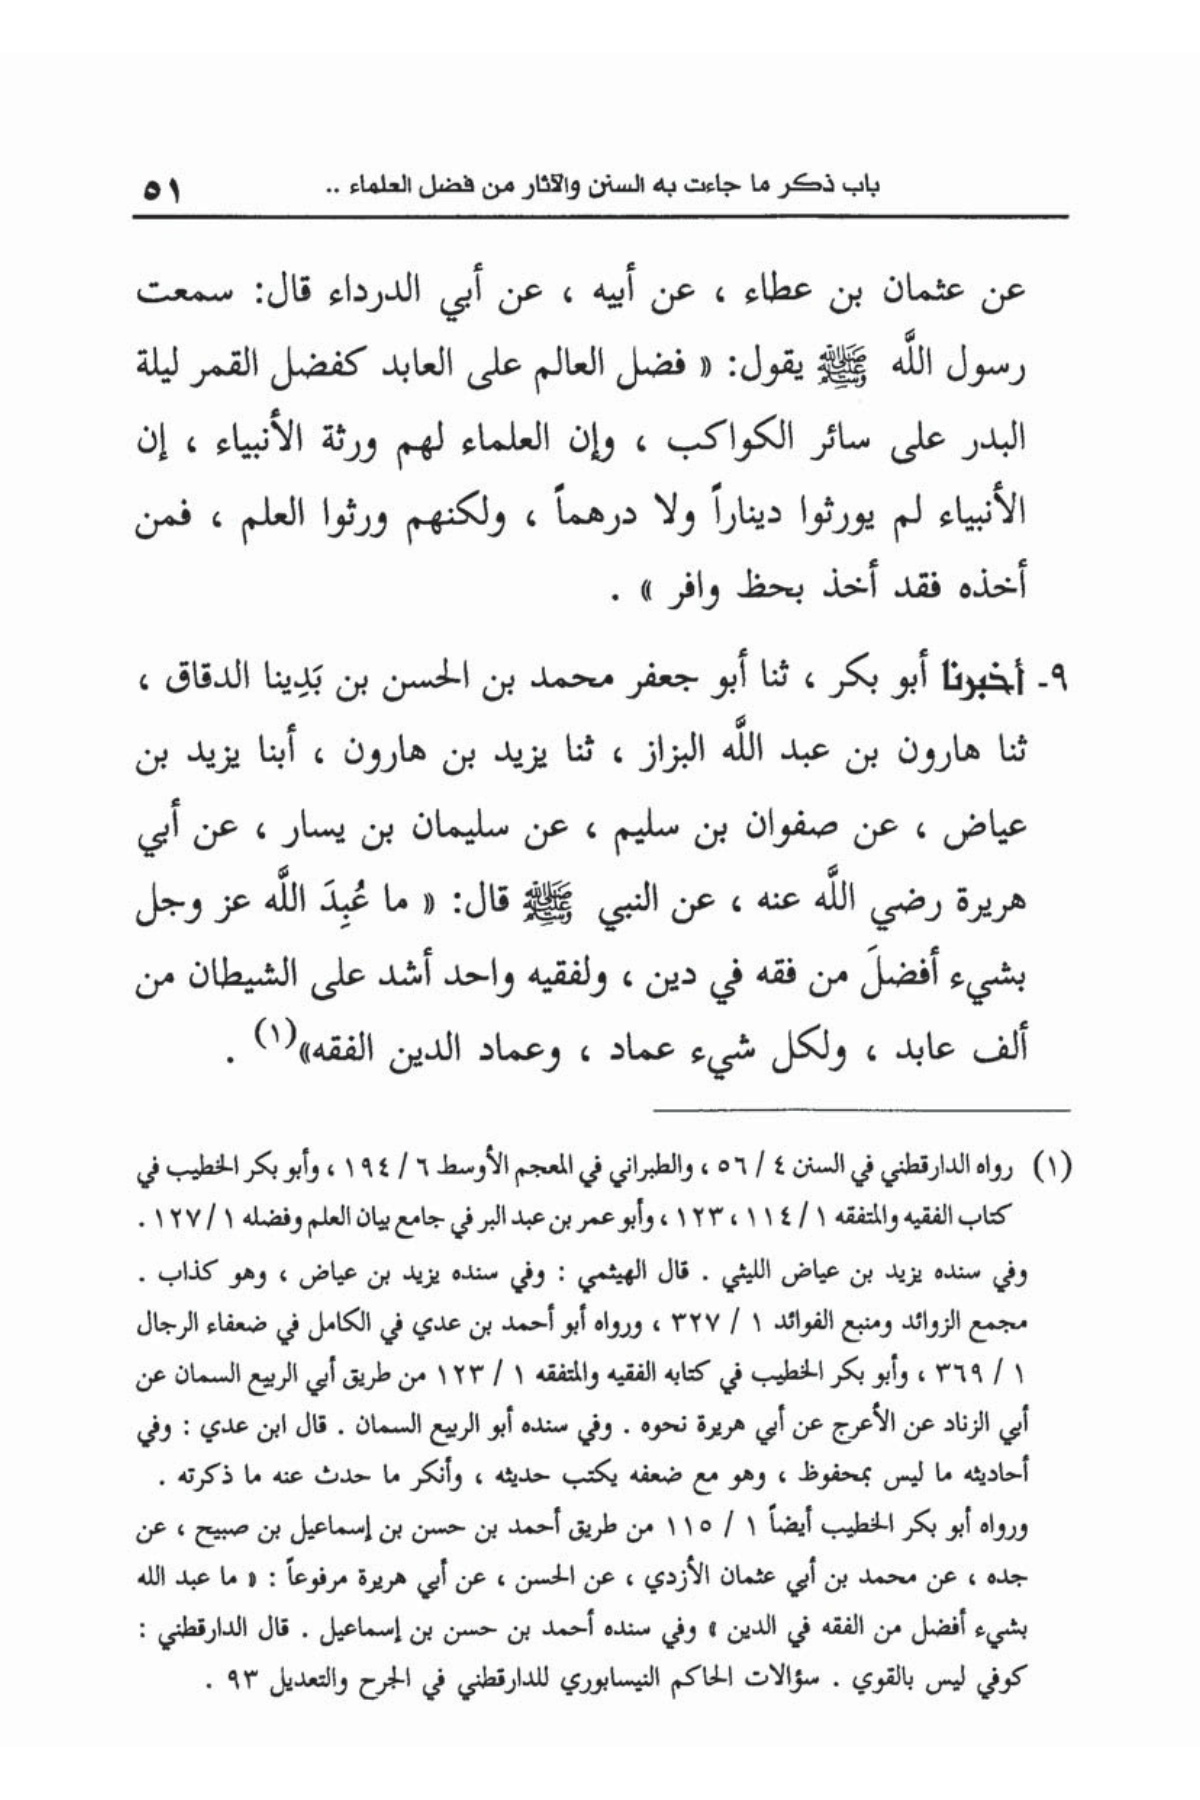 باب ذكر ما جاءت به السنن والآثار من فضل العلماء .. ٥١
عن عثمان بن عطاء ، عن أبيه ، عن أبي الدرداء قال: سمعت
رسول اللَّه ﷺ يقول: « فضل العالم على العابد كفضل القمر ليلة
البدر على سائر الكواكب ، وإن العلماء لهم ورثة الأنبياء ، إن
الأنبياء لم يورثوا ديناراً ولا درهماً ، ولكنهم ورثوا العلم ، فمن
أخذه فقد أخذ بحظ وافر » .
٩- أخبرنا أبو بكر ، ثنا أبو جعفر محمد بن الحسن بن بَدِينا الدقاق ،
ثنا هارون بن عبد اللَّه البزاز ، ثنا يزيد بن هارون ، أبنا يزيد بن
عياض ، عن صفوان بن سليم ، عن سليمان بن يسار ، عن أبي
هريرة رضي اللَّه عنه ، عن النبي ﷺ قال: « ما عُبِدَ اللَّه عز وجل
بشيء أفضلَ من فقه في دين ، ولفقيه واحد أشد على الشيطان من
ألف عابد ، ولكل شيء عماد ، وعماد الدين الفقه»(١) .
(١) رواه الدارقطني في السنن ٤ / ٥٦ ، والطبراني في المعجم الأوسط ٦ / ١٩٤ ، وأبو بكر الخطيب في
كتاب الفقيه والمتفقه ١ / ١١٤ ، ١٢٣ ، وأبو عمر بن عبد البر في جامع بيان العلم وفضله ١ / ١٢٧ .
وفي سنده يزيد بن عياض الليثي . قال الهيثمي : وفي سنده يزيد بن عياض ، وهو كذاب .
مجمع الزوائد ومنبع الفوائد ١ / ٣٢٧ ، ورواه أبو أحمد بن عدي في الكامل في ضعفاء الرجال
١ / ٣٦٩ ، وأبو بكر الخطيب في كتابه الفقيه والمتفقه ١ / ١٢٣ من طريق أبي الربيع السمان عن
أبي الزناد عن الأعرج عن أبي هريرة نحوه . وفي سنده أبو الربيع السمان . قال ابن عدي : وفي
أحاديثه ما ليس بمحفوظ ، وهو مع ضعفه يكتب حديثه ، وأنكر ما حدث عنه ما ذكرته .
ورواه أبو بكر الخطيب أيضاً ١ / ١١٥ من طريق أحمد بن حسن بن إسماعيل بن صبيح ، عن
جده ، عن محمد بن أبي عثمان الأزدي ، عن الحسن ، عن أبي هريرة مرفوعاً : « ما عبد الله
بشيء أفضل من الفقه في الدين » وفي سنده أحمد بن حسن بن إسماعيل . قال الدارقطني :
كوفي ليس بالقوي . سؤالات الحاكم النيسابوري للدارقطني في الجرح والتعديل ٩٣ .